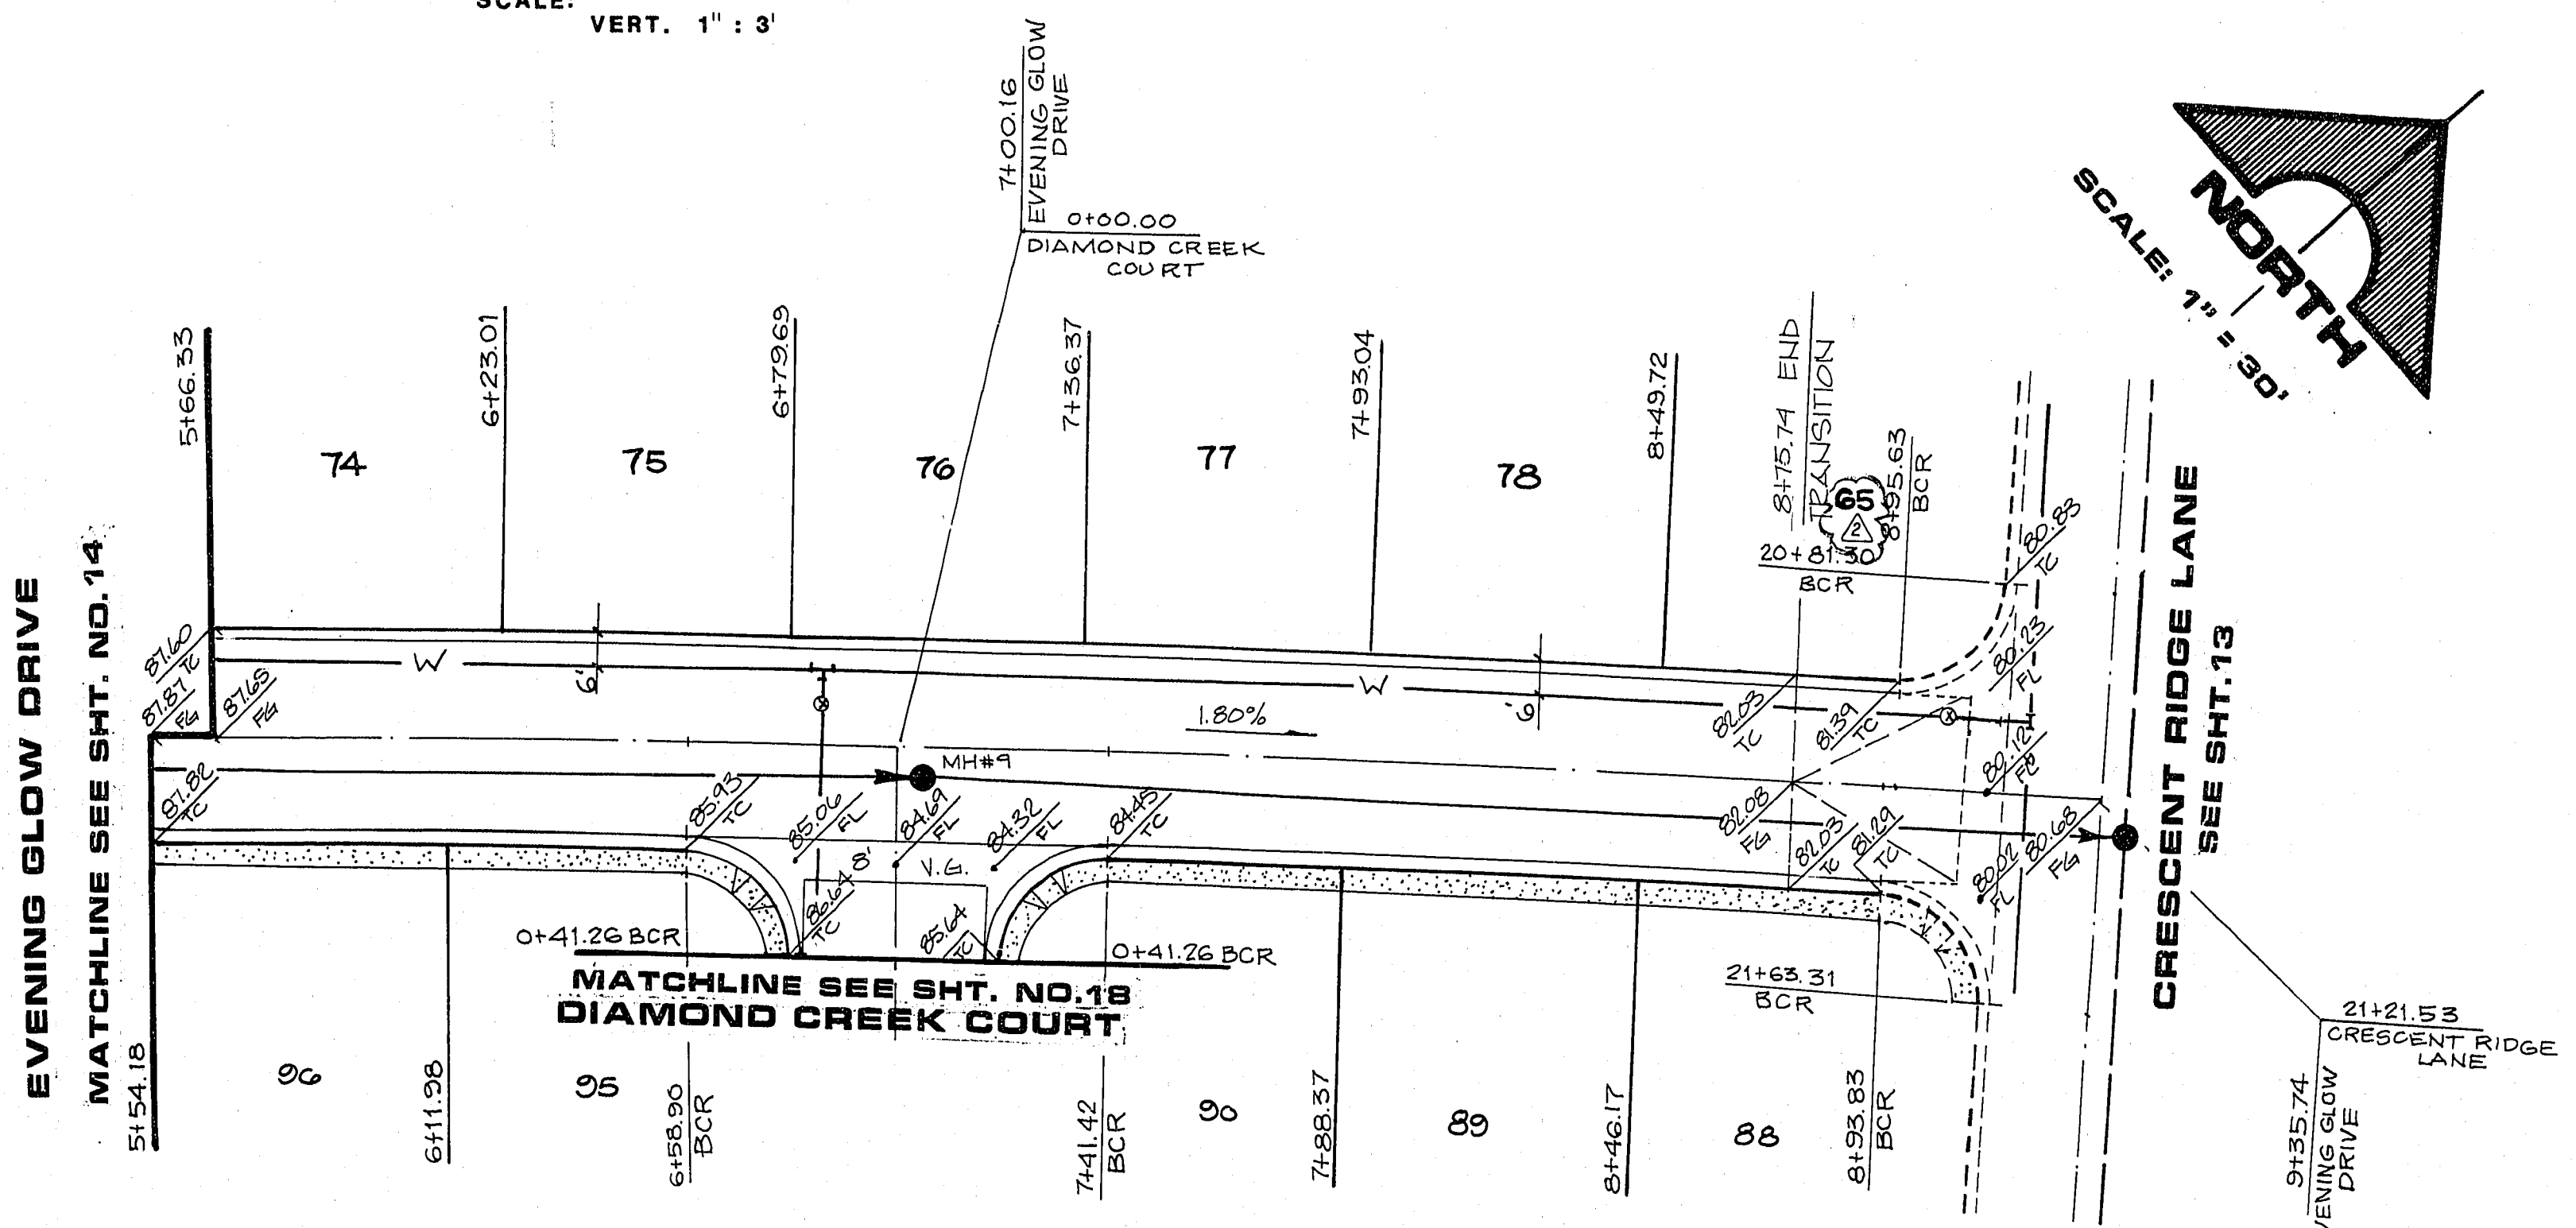 SCALE:
VERT. 1" : 3'
7+00.16
EVENING GLOW
DRIVE
0+00.00
DIAMOND CREEK
COURT
SCALE: 1" = 30'
NORTH
5+66.33
6+23.01
6+79.69
7+36.37
7+93.04
8+49.72
8+75.74 END
TRANSITION
8+95.63
BCR
74
75
76
77
78
65
2
20+81.30
BCR
80.83
TC
80.23
FL
EVENING GLOW DRIVE
MATCHLINE SEE SHT. NO. 14
CRESCENT RIDGE LANE
SEE SHT. 13
87.60
TC
87.87
FG
87.65
FG
87.82
TC
W
6'
W
6'
1.80%
82.03
TC
81.39
TC
80.12
FL
MH#9
85.93
TC
85.06
FL
84.69
FL
84.32
FL
84.45
TC
82.08
FG
82.03
TC
81.29
TC
80.02
FL
80.68
FG
8'
V.G.
86.64
TC
85.64
TC
0+41.26 BCR
0+41.26 BCR
MATCHLINE SEE SHT. NO. 18
DIAMOND CREEK COURT
21+63.31
BCR
21+21.53
CRESCENT RIDGE
LANE
9+35.74
EVENING GLOW
DRIVE
5+54.18
96
6+11.98
95
6+58.90
BCR
7+41.42
BCR
90
7+88.37
89
8+46.17
88
8+93.83
BCR